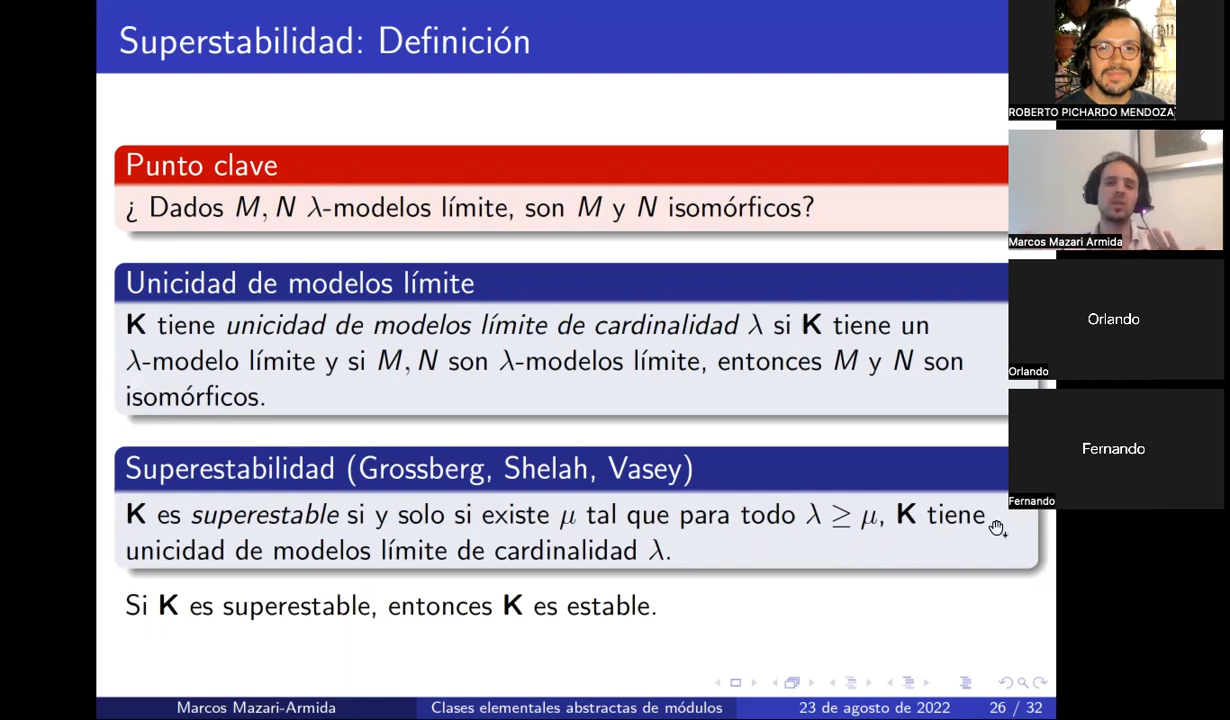 Superstabilidad: Definición
Punto clave
¿ Dados M, N λ-modelos límite, son M y N isomórficos?
Unicidad de modelos límite
K tiene unicidad de modelos límite de cardinalidad λ si K tiene un
λ-modelo límite y si M, N son λ-modelos límite, entonces M y N son
isomórficos.
Superestabilidad (Grossberg, Shelah, Vasey)
K es superestable si y solo si existe μ tal que para todo λ ≥ μ, K tiene
unicidad de modelos límite de cardinalidad λ.
Si K es superestable, entonces K es estable.
Marcos Mazari-Armida
Clases elementales abstractas de módulos
23 de agosto de 2022
26 / 32
ROBERTO PICHARDO MENDOZA
Marcos Mazari Armida
Orlando
Orlando
Fernando
Fernando